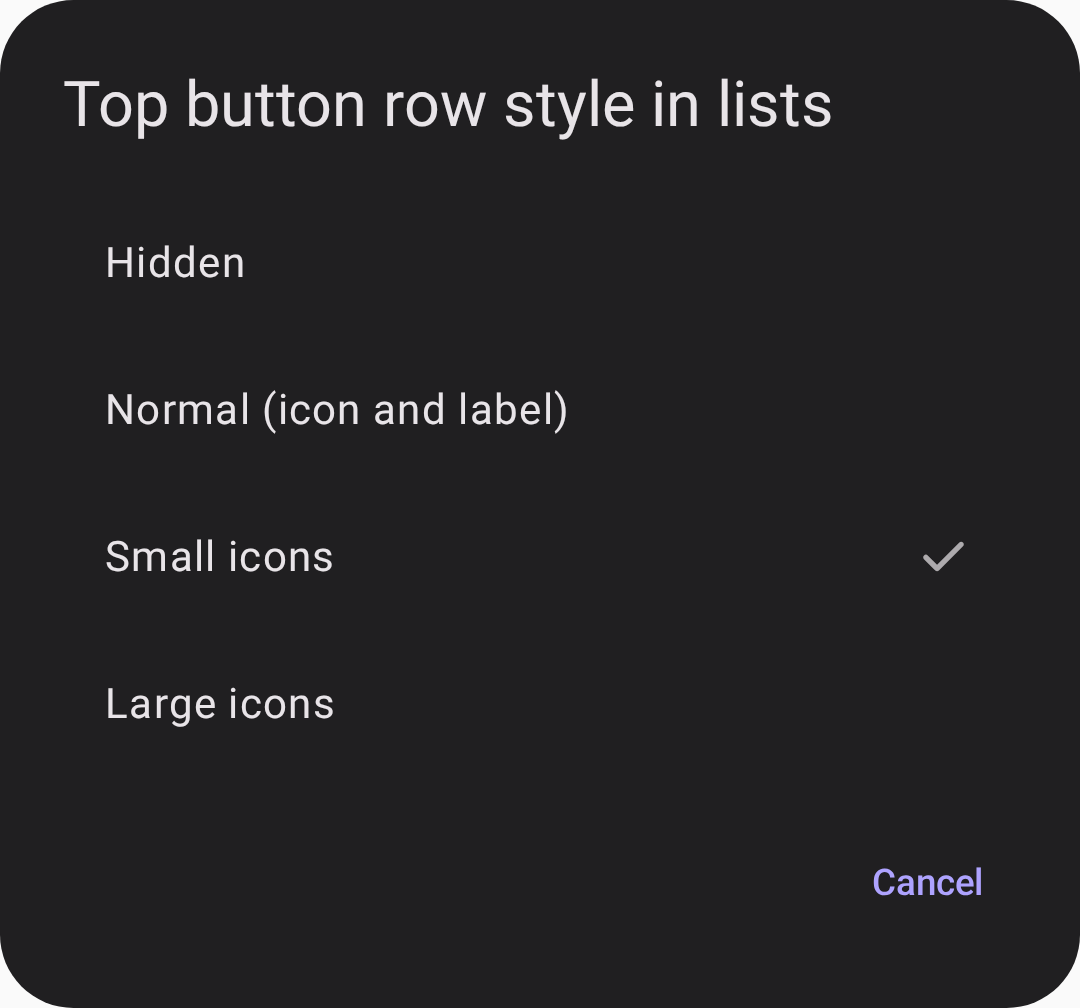 Top button row style in lists
Hidden
Normal (icon and label)
Small icons
Large icons
Cancel